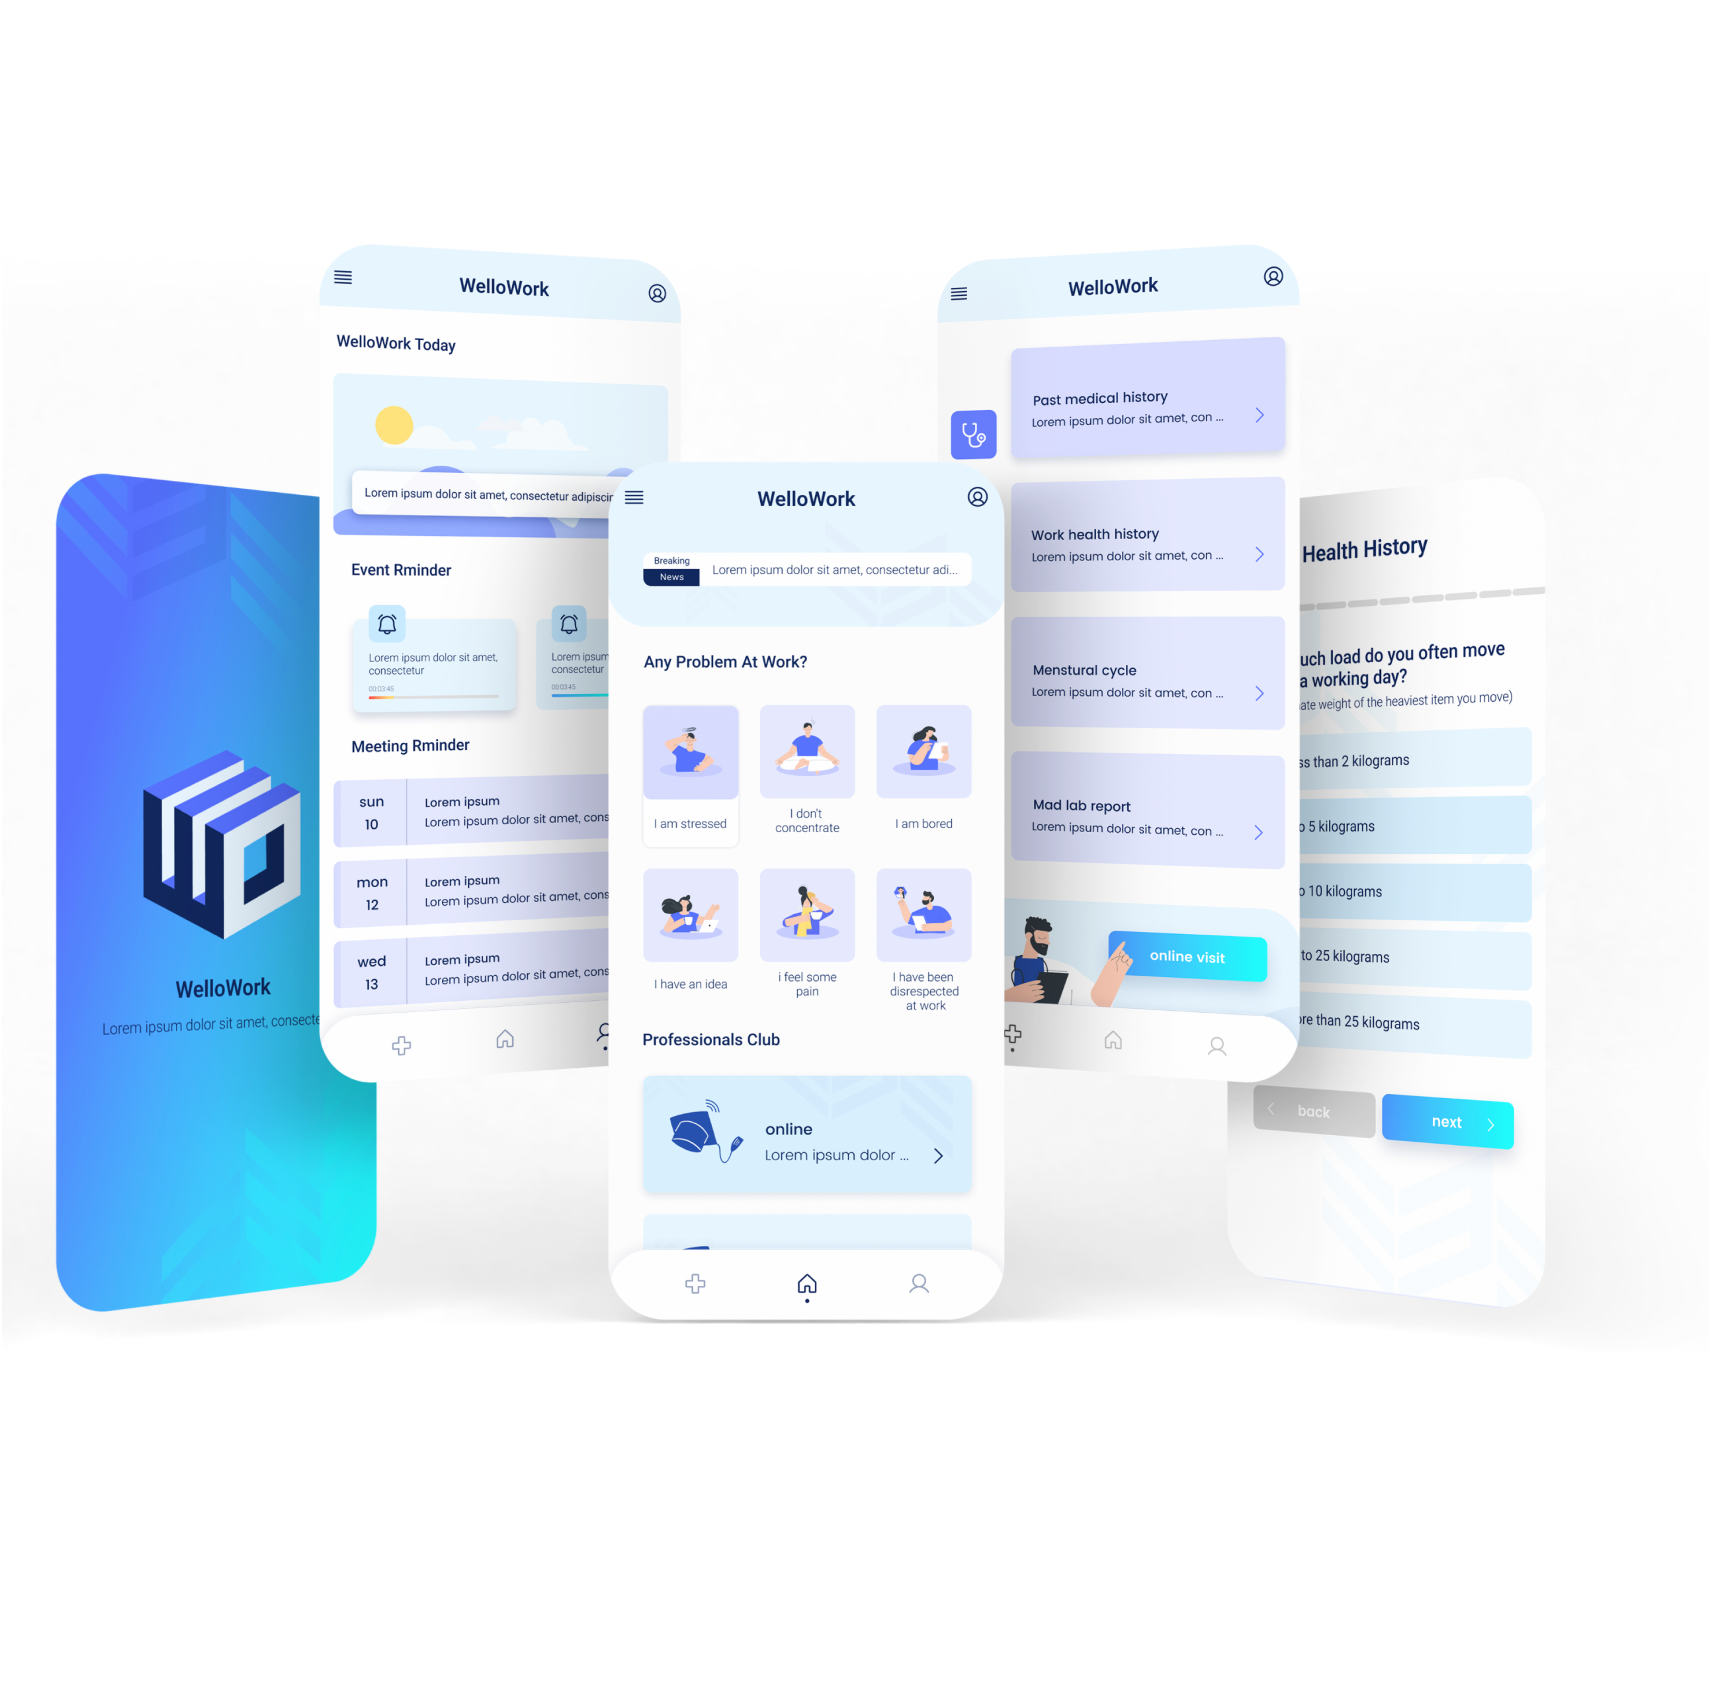 WelloWork
Lorem ipsum dolor sit amet, consecte
WelloWork
WelloWork Today
Lorem ipsum dolor sit amet, consectetur adipiscin
Event Rminder
Lorem ipsum dolor sit amet,
consectetur
00:03:45
Lorem ipsum
consectetur
00:03:45
Meeting Rminder
sun
10
Lorem ipsum
Lorem ipsum dolor sit amet, cons
mon
12
Lorem ipsum
Lorem ipsum dolor sit amet, cons
wed
13
Lorem ipsum
Lorem ipsum dolor sit amet, cons
WelloWork
Breaking
News
Lorem ipsum dolor sit amet, consectetur adi...
Any Problem At Work?
I am stressed
I don't
concentrate
I am bored
I have an idea
i feel some
pain
I have been
disrespected
at work
Professionals Club
online
Lorem ipsum dolor ...
WelloWork
Past medical history
Lorem ipsum dolor sit amet, con ...
Work health history
Lorem ipsum dolor sit amet, con ...
Menstural cycle
Lorem ipsum dolor sit amet, con ...
Mad lab report
Lorem ipsum dolor sit amet, con ...
online visit
Health History
uch load do you often move
a working day?
ate weight of the heaviest item you move)
ss than 2 kilograms
o 5 kilograms
o 10 kilograms
to 25 kilograms
ore than 25 kilograms
back
next